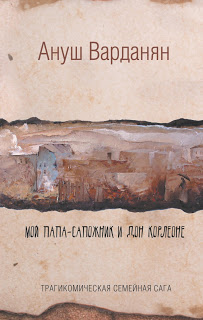 Ануш Варданян
МОЙ ПАПА-САПОЖНИК И ДОН КОРЛЕОНЕ
ТРАГИКОМИЧЕСКАЯ СЕМЕЙНАЯ САГА